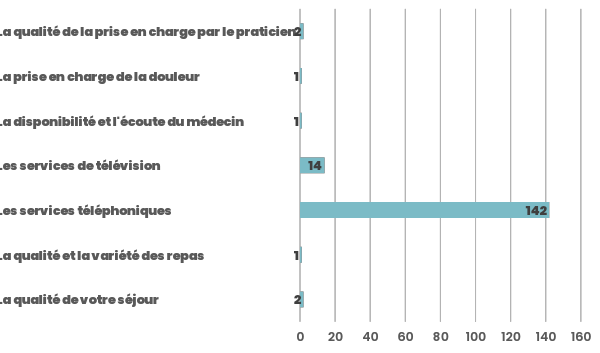 La qualité de la prise en charge par le praticien 2
La prise en charge de la douleur 1
La disponibilité et l'écoute du médecin 1
Les services de télévision 14
Les services téléphoniques 142
La qualité et la variété des repas 1
La qualité de votre séjour 2
0 20 40 60 80 100 120 140 160